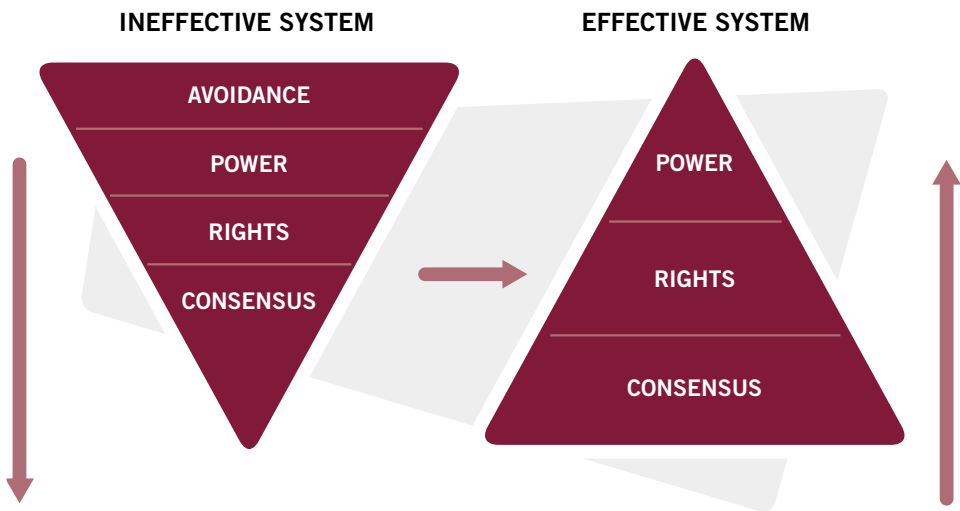 INEFFECTIVE SYSTEM
AVOIDANCE
POWER
RIGHTS
CONSENSUS
EFFECTIVE SYSTEM
POWER
RIGHTS
CONSENSUS